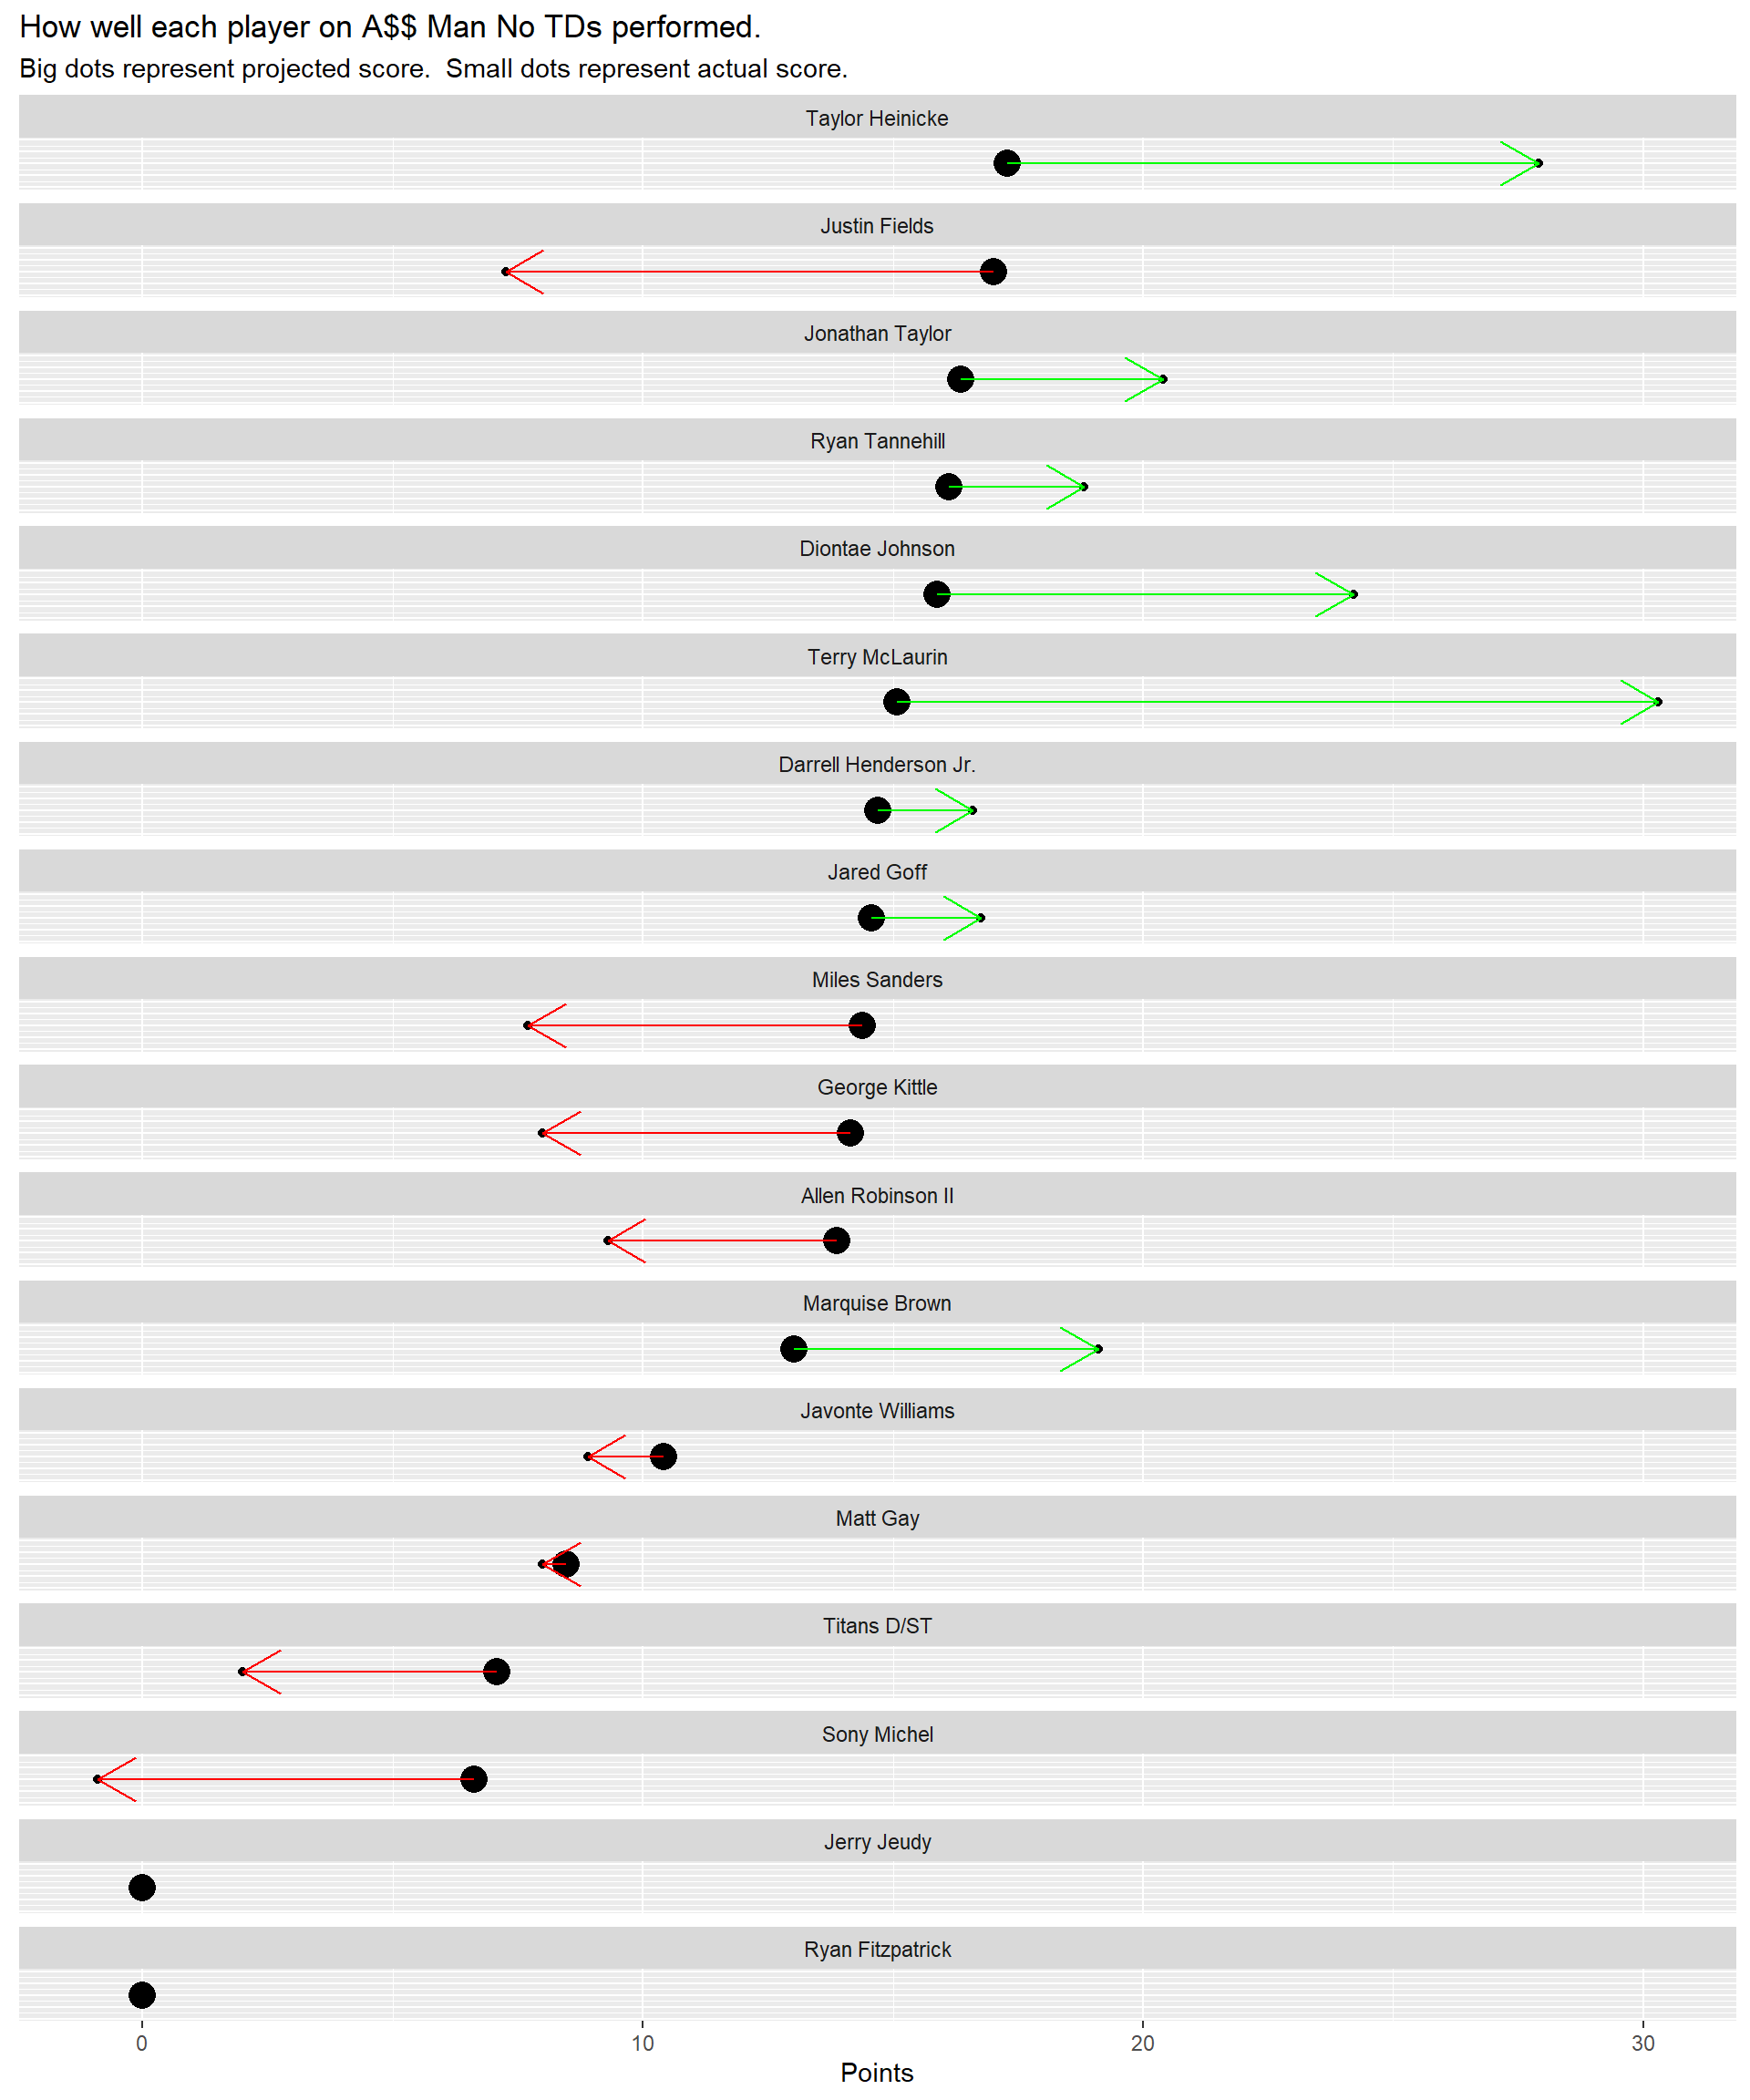 How well each player on A$$ Man No TDs performed.
Big dots represent projected score.  Small dots represent actual score.
Taylor Heinicke
Justin Fields
Jonathan Taylor
Ryan Tannehill
Diontae Johnson
Terry McLaurin
Darrell Henderson Jr.
Jared Goff
Miles Sanders
George Kittle
Allen Robinson II
Marquise Brown
Javonte Williams
Matt Gay
Titans D/ST
Sony Michel
Jerry Jeudy
Ryan Fitzpatrick
0 10 20 30
Points